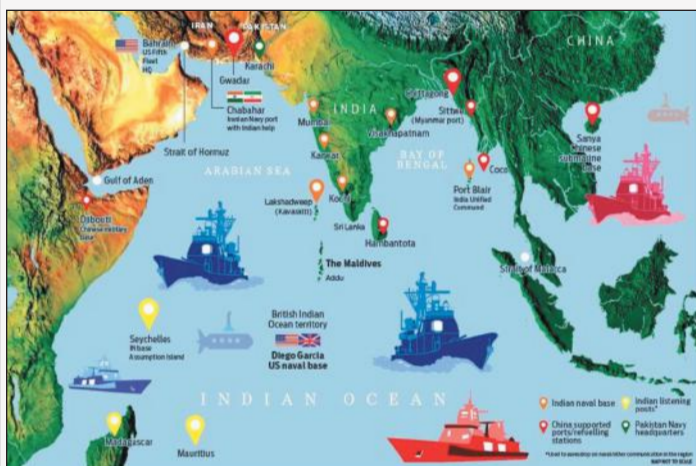 IRAN
PAKISTAN
CHINA
Bahrain
US Fifth
Fleet
HQ
Karachi
Gwadar
Chabahar
Iranian Navy port
with Indian help
Strait of Hormuz
INDIA
Mumbai
Karwar
Kochi
Visakhapatnam
Chittagong
Sittwe
(Myanmar port)
BAY OF
BENGAL
Coco
Port Blair
India Unified
Command
Sanya
Chinese
submarine
base
ARABIAN SEA
Gulf of Aden
Djibouti
Chinese military
base
Lakshadweep
(Kavaratti)
Sri Lanka
Hambantota
The Maldives
Addu
Strait of Malacca
Seychelles
Assumption Island
British Indian
Ocean territory
Diego Garcia
US naval base
INDIAN OCEAN
Madagascar
Mauritius
Indian naval base
China supported
ports/refuelling
stations
Indian listening
posts*
Pakistan Navy
headquarters
MAP NOT TO SCALE